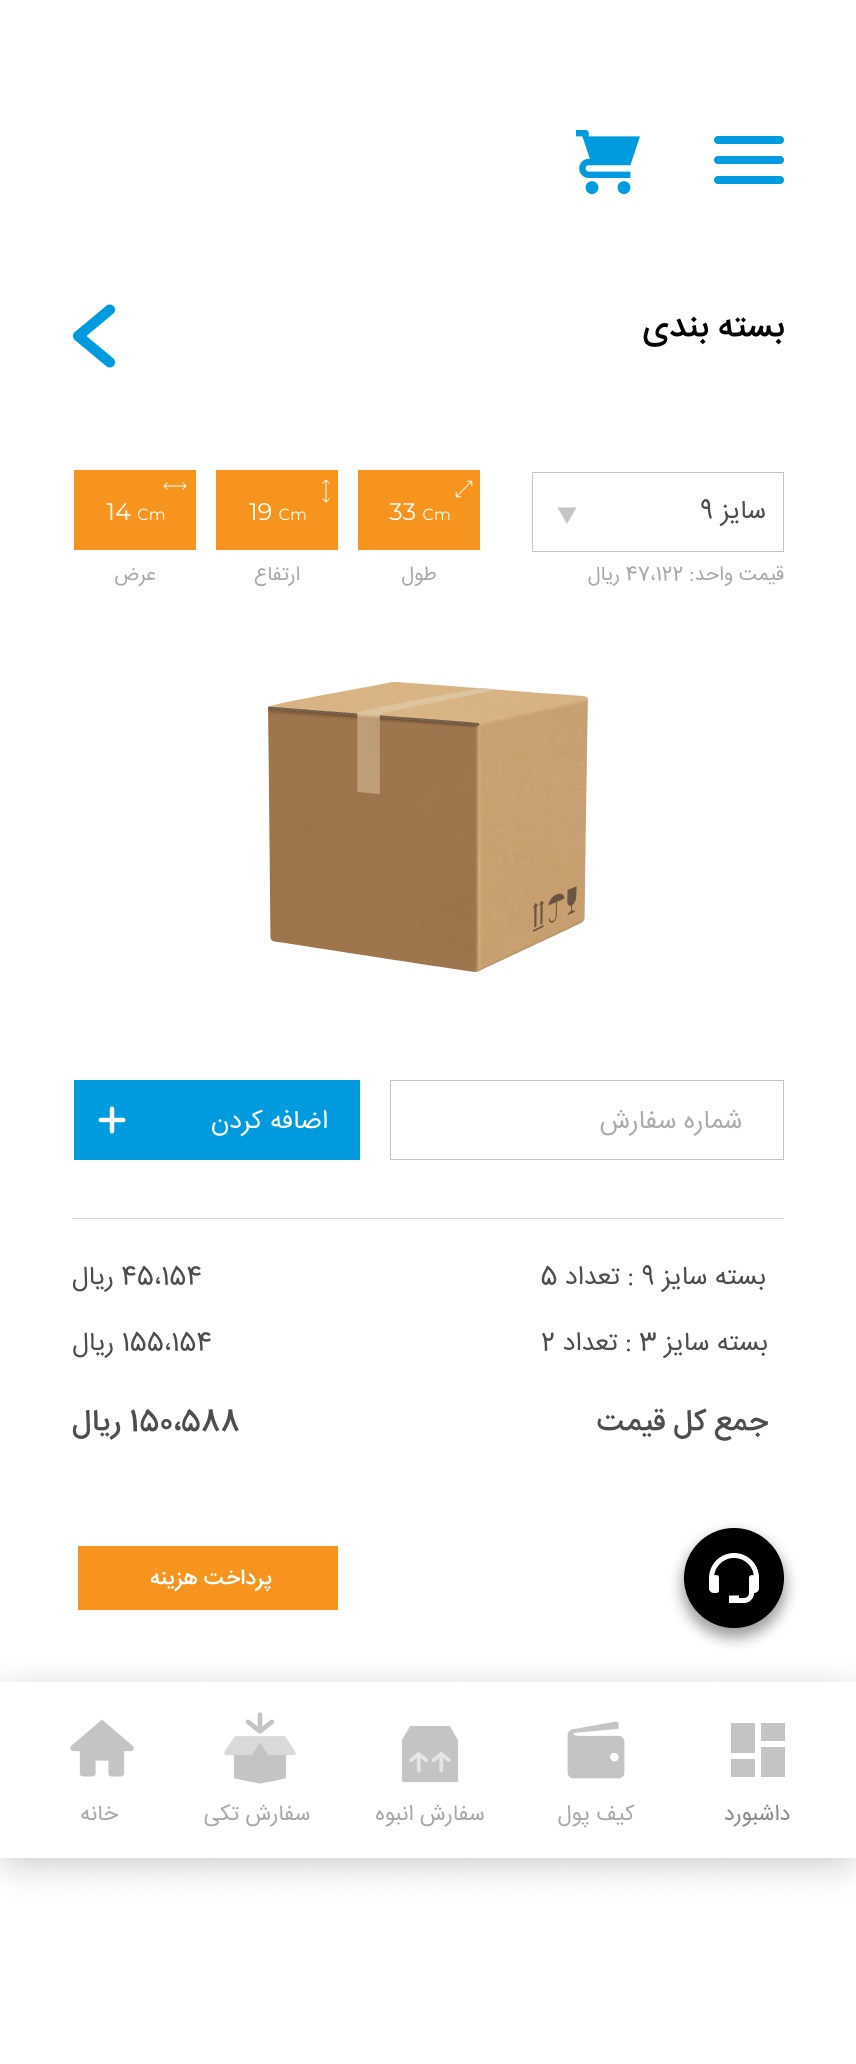 بسته بندی
سایز ۹
33 Cm
19 Cm
14 Cm
قیمت واحد: ۴۷،۱۲۲ ریال
طول
ارتفاع
عرض
شماره سفارش
اضافه کردن
بسته سایز ۹ : تعداد ۵
۴۵،۱۵۴ ریال
بسته سایز ۳ : تعداد ۲
۱۵۵،۱۵۴ ریال
جمع کل قیمت
۱۵۰،۵۸۸ ریال
پرداخت هزینه
داشبورد
کیف پول
سفارش انبوه
سفارش تکی
خانه